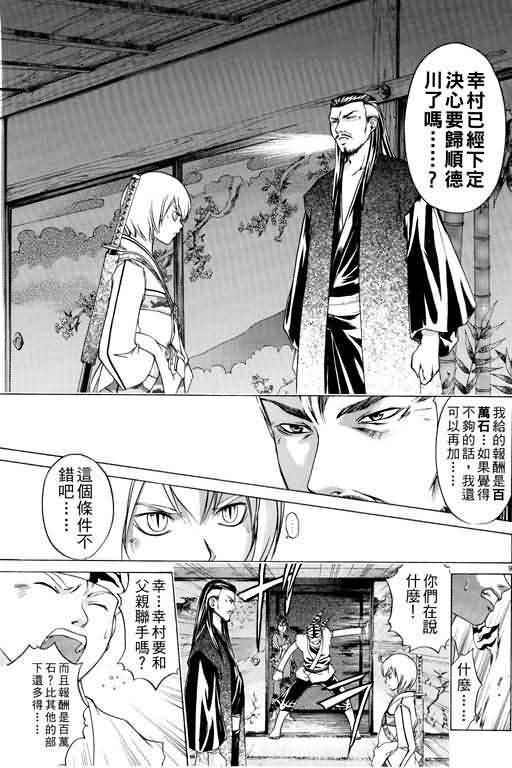 幸村已經下定
決心要歸順德
川了嗎……?
我給的報酬是百
萬石…如果覺得
不夠的話，我還
可以再加……
這個條件不
錯吧……
…
什麼…
你們在說
什麼！
幸…幸村要和
父親聯手嗎？
而且報酬是百萬
石？比其他的部
下還多得……